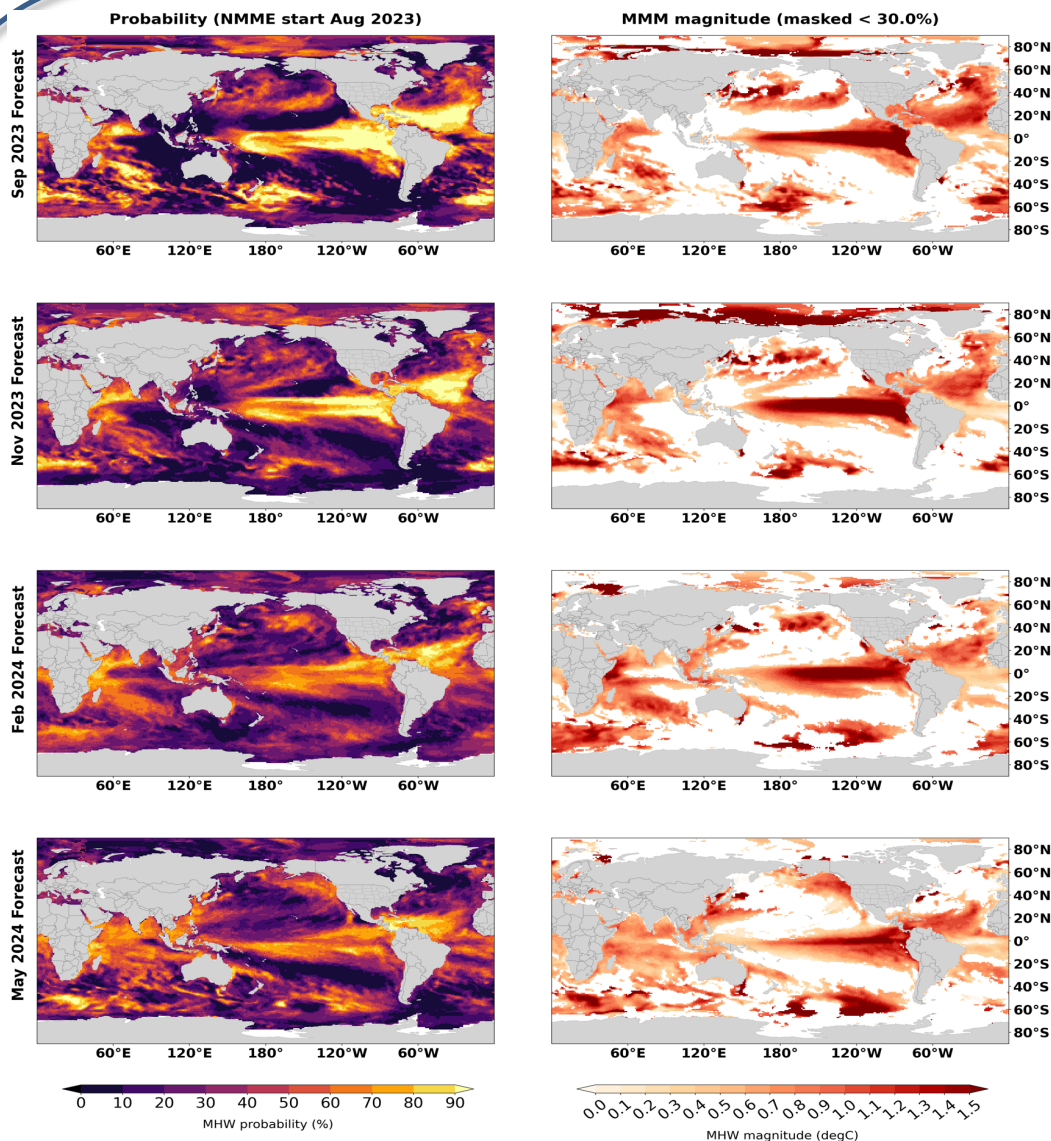 Probability (NMME start Aug 2023)
MMM magnitude (masked < 30.0%)
Sep 2023 Forecast
80°N
60°N
40°N
20°N
0°
20°S
40°S
60°S
80°S
60°E 120°E 180° 120°W 60°W
60°E 120°E 180° 120°W 60°W
Nov 2023 Forecast
80°N
60°N
40°N
20°N
0°
20°S
40°S
60°S
80°S
60°E 120°E 180° 120°W 60°W
60°E 120°E 180° 120°W 60°W
Feb 2024 Forecast
80°N
60°N
40°N
20°N
0°
20°S
40°S
60°S
80°S
60°E 120°E 180° 120°W 60°W
60°E 120°E 180° 120°W 60°W
May 2024 Forecast
80°N
60°N
40°N
20°N
0°
20°S
40°S
60°S
80°S
60°E 120°E 180° 120°W 60°W
60°E 120°E 180° 120°W 60°W
0 10 20 30 40 50 60 70 80 90
MHW probability (%)
0.0 0.1 0.2 0.3 0.4 0.5 0.6 0.7 0.8 0.9 1.0 1.1 1.2 1.3 1.4 1.5
MHW magnitude (degC)